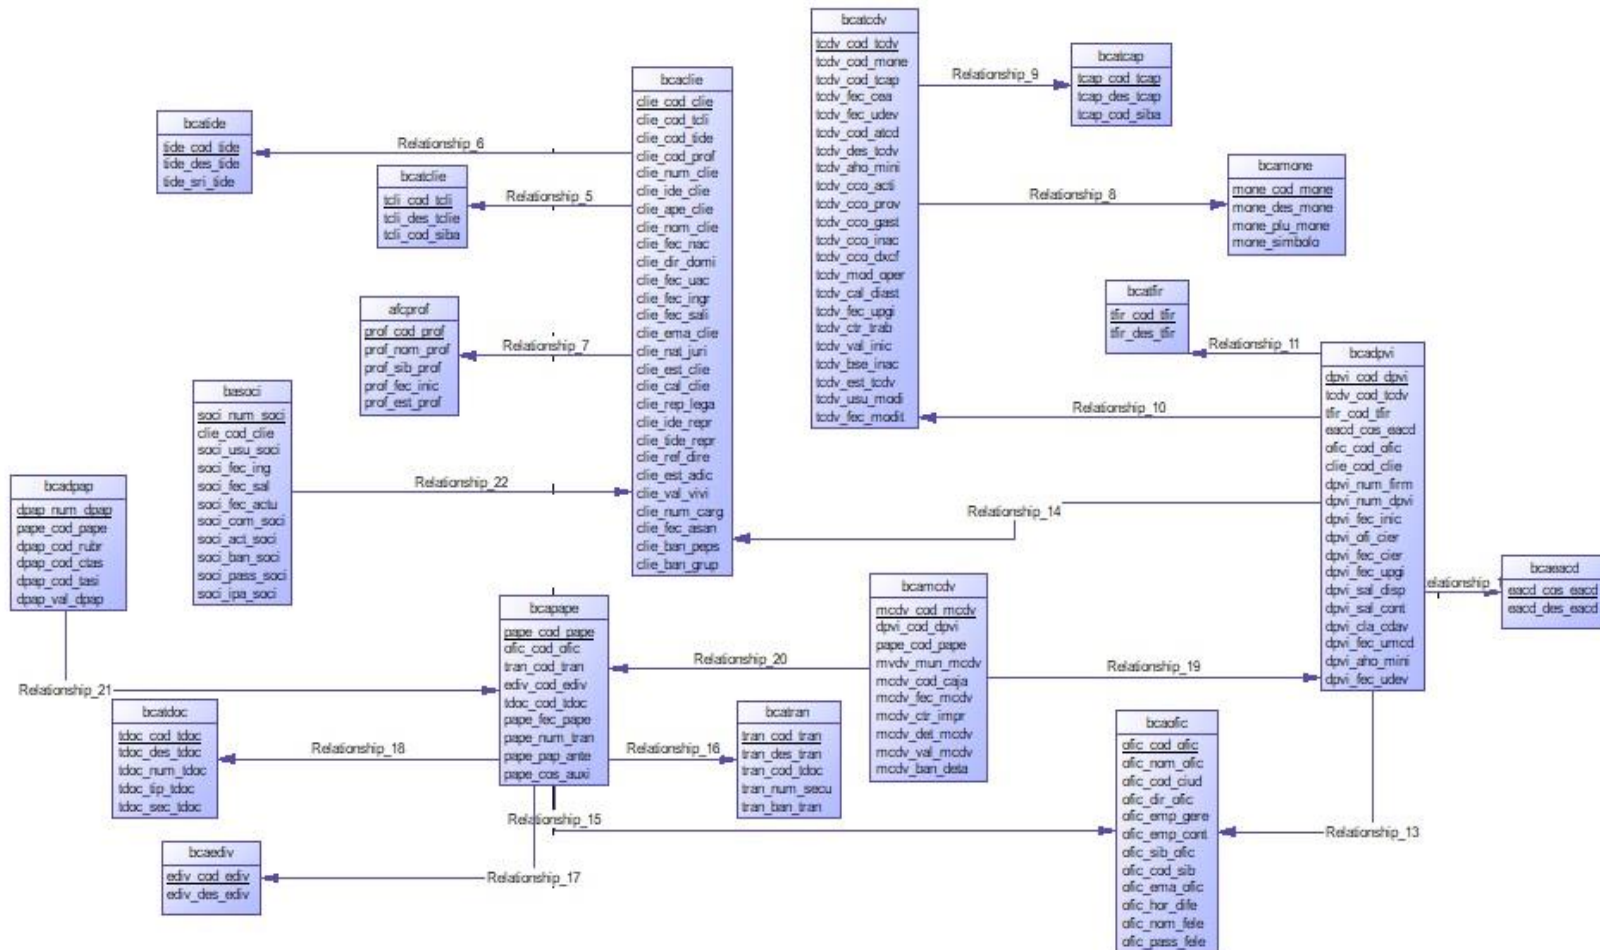 bcatcdv
tcdv_cod_tcdv
tcdv_cod_mone
tcdv_cod_tcap
tcdv_fec_cea
tcdv_fec_udev
tcdv_cod_atcd
tcdv_des_tcdv
tcdv_aho_mini
tcdv_cco_acti
tcdv_cco_prov
tcdv_cco_gast
tcdv_cco_inac
tcdv_cco_dxcf
tcdv_mod_oper
tcdv_cal_diast
tcdv_fec_upgi
tcdv_ctr_trab
tcdv_val_inic
tcdv_bse_inac
tcdv_est_tcdv
tcdv_usu_modi
tcdv_fec_modit
Relationship_9
bcatcap
tcap_cod_tcap
tcap_des_tcap
tcap_cod_siba
bcaclie
clie_cod_clie
clie_cod_tcli
clie_cod_tide
clie_cod_prof
clie_num_clie
clie_ide_clie
clie_ape_clie
clie_nom_clie
clie_fec_nac
clie_dir_domi
clie_fec_uac
clie_fec_ingr
clie_fec_sali
clie_ema_clie
clie_nat_juri
clie_est_clie
clie_cal_clie
clie_rep_lega
clie_ide_repr
clie_tide_repr
clie_ref_dire
clie_est_adic
clie_val_vivi
clie_num_carg
clie_fec_asan
clie_ban_peps
clie_ban_grup
bcatide
tide_cod_tide
tide_des_tide
tide_sri_tide
Relationship_6
bcatclie
tcli_cod_tcli
tcli_des_tclie
tcli_cod_siba
Relationship_5
bcamone
mone_cod_mone
mone_des_mone
mone_plu_mone
mone_simbolo
Relationship_8
bcatfir
tfir_cod_tfir
tfir_des_tfir
Relationship_11
afcprof
prof_cod_prof
prof_nom_prof
prof_sib_prof
prof_fec_inic
prof_est_prof
Relationship_7
bcadpvi
dpvi_cod_dpvi
tcdv_cod_tcdv
tfir_cod_tfir
eacd_cos_eacd
ofic_cod_ofic
clie_cod_clie
dpvi_num_firm
dpvi_num_dpvi
dpvi_fec_inic
dpvi_ofi_cier
dpvi_fec_cier
dpvi_fec_upgi
dpvi_sal_disp
dpvi_sal_cont
dpvi_cla_cdav
dpvi_fec_umcd
dpvi_aho_mini
dpvi_fec_udev
Relationship_10
basoci
soci_num_soci
clie_cod_clie
soci_usu_soci
soci_fec_ing
soci_fec_sal
soci_fec_actu
soci_com_soci
soci_act_soci
soci_ban_soci
soci_pass_soci
soci_ipa_soci
Relationship_22
Relationship_14
bcadpap
dpap_num_dpap
pape_cod_pape
dpap_cod_rubr
dpap_cod_ctas
dpap_cod_tasi
dpap_val_dpap
Relationship_21
bcaeacd
eacd_cos_eacd
eacd_des_eacd
elationship_1
bcapape
pape_cod_pape
ofic_cod_ofic
tran_cod_tran
ediv_cod_ediv
tdoc_cod_tdoc
pape_fec_pape
pape_num_tran
pape_pap_ante
pape_cos_auxi
bcamcdv
mcdv_cod_mcdv
dpvi_cod_dpvi
pape_cod_pape
mvdv_mun_mcdv
mcdv_cod_caja
mcdv_fec_mcdv
mcdv_ctr_impr
mcdv_det_mcdv
mcdv_val_mcdv
mcdv_ban_deta
Relationship_20
Relationship_19
bcatdoc
tdoc_cod_tdoc
tdoc_des_tdoc
tdoc_num_tdoc
tdoc_tip_tdoc
tdoc_sec_tdoc
Relationship_18
Relationship_16
bcatran
tran_cod_tran
tran_des_tran
tran_cod_tdoc
tran_num_secu
tran_ban_tran
bcaofic
ofic_cod_ofic
ofic_nom_ofic
ofic_cod_ciud
ofic_dir_ofic
ofic_emp_gere
ofic_emp_cont
ofic_sib_ofic
ofic_cod_sib
ofic_ema_ofic
ofic_hor_dife
ofic_nom_fele
ofic_pass_fele
Relationship_15
Relationship_13
bcaediv
ediv_cod_ediv
ediv_des_ediv
Relationship_17